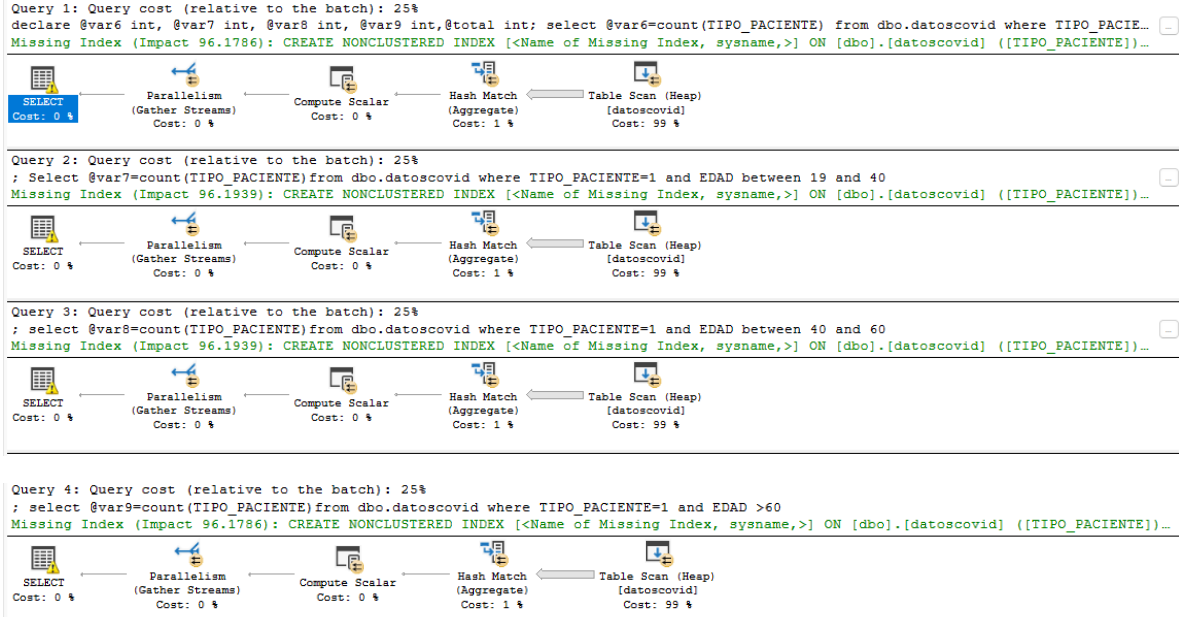 Query 1: Query cost (relative to the batch): 25%
declare @var6 int, @var7 int, @var8 int, @var9 int,@total int; select @var6=count(TIPO_PACIENTE) from dbo.datoscovid where TIPO_PACIE…
Missing Index (Impact 96.1786): CREATE NONCLUSTERED INDEX [<Name of Missing Index, sysname,>] ON [dbo].[datoscovid] ([TIPO_PACIENTE])…
SELECT
Cost: 0 %
Parallelism
(Gather Streams)
Cost: 0 %
Compute Scalar
Cost: 0 %
Hash Match
(Aggregate)
Cost: 1 %
Table Scan (Heap)
[datoscovid]
Cost: 99 %
Query 2: Query cost (relative to the batch): 25%
; Select @var7=count(TIPO_PACIENTE)from dbo.datoscovid where TIPO_PACIENTE=1 and EDAD between 19 and 40
Missing Index (Impact 96.1939): CREATE NONCLUSTERED INDEX [<Name of Missing Index, sysname,>] ON [dbo].[datoscovid] ([TIPO_PACIENTE])…
SELECT
Cost: 0 %
Parallelism
(Gather Streams)
Cost: 0 %
Compute Scalar
Cost: 0 %
Hash Match
(Aggregate)
Cost: 1 %
Table Scan (Heap)
[datoscovid]
Cost: 99 %
Query 3: Query cost (relative to the batch): 25%
; select @var8=count(TIPO_PACIENTE)from dbo.datoscovid where TIPO_PACIENTE=1 and EDAD between 40 and 60
Missing Index (Impact 96.1939): CREATE NONCLUSTERED INDEX [<Name of Missing Index, sysname,>] ON [dbo].[datoscovid] ([TIPO_PACIENTE])…
SELECT
Cost: 0 %
Parallelism
(Gather Streams)
Cost: 0 %
Compute Scalar
Cost: 0 %
Hash Match
(Aggregate)
Cost: 1 %
Table Scan (Heap)
[datoscovid]
Cost: 99 %
Query 4: Query cost (relative to the batch): 25%
; select @var9=count(TIPO_PACIENTE)from dbo.datoscovid where TIPO_PACIENTE=1 and EDAD >60
Missing Index (Impact 96.1786): CREATE NONCLUSTERED INDEX [<Name of Missing Index, sysname,>] ON [dbo].[datoscovid] ([TIPO_PACIENTE])…
SELECT
Cost: 0 %
Parallelism
(Gather Streams)
Cost: 0 %
Compute Scalar
Cost: 0 %
Hash Match
(Aggregate)
Cost: 1 %
Table Scan (Heap)
[datoscovid]
Cost: 99 %